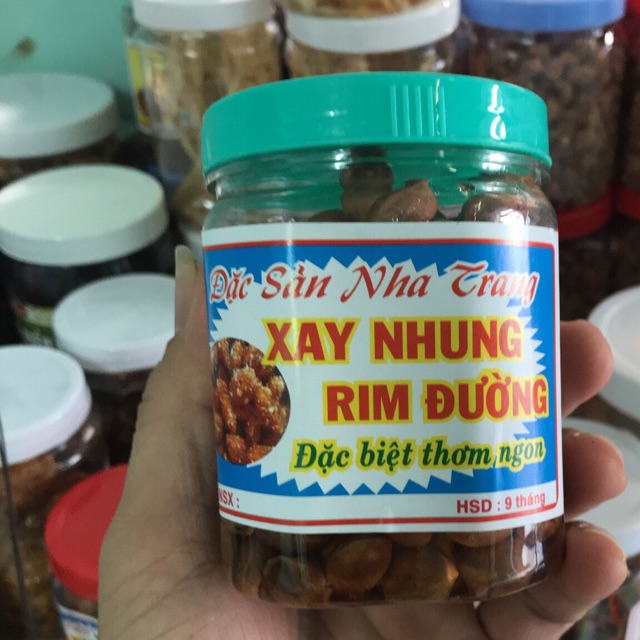 Đặc Sản Nha Trang
XAY NHUNG
RIM ĐƯỜNG
Đặc biệt thơm ngon
NSX :
HSD : 9 tháng